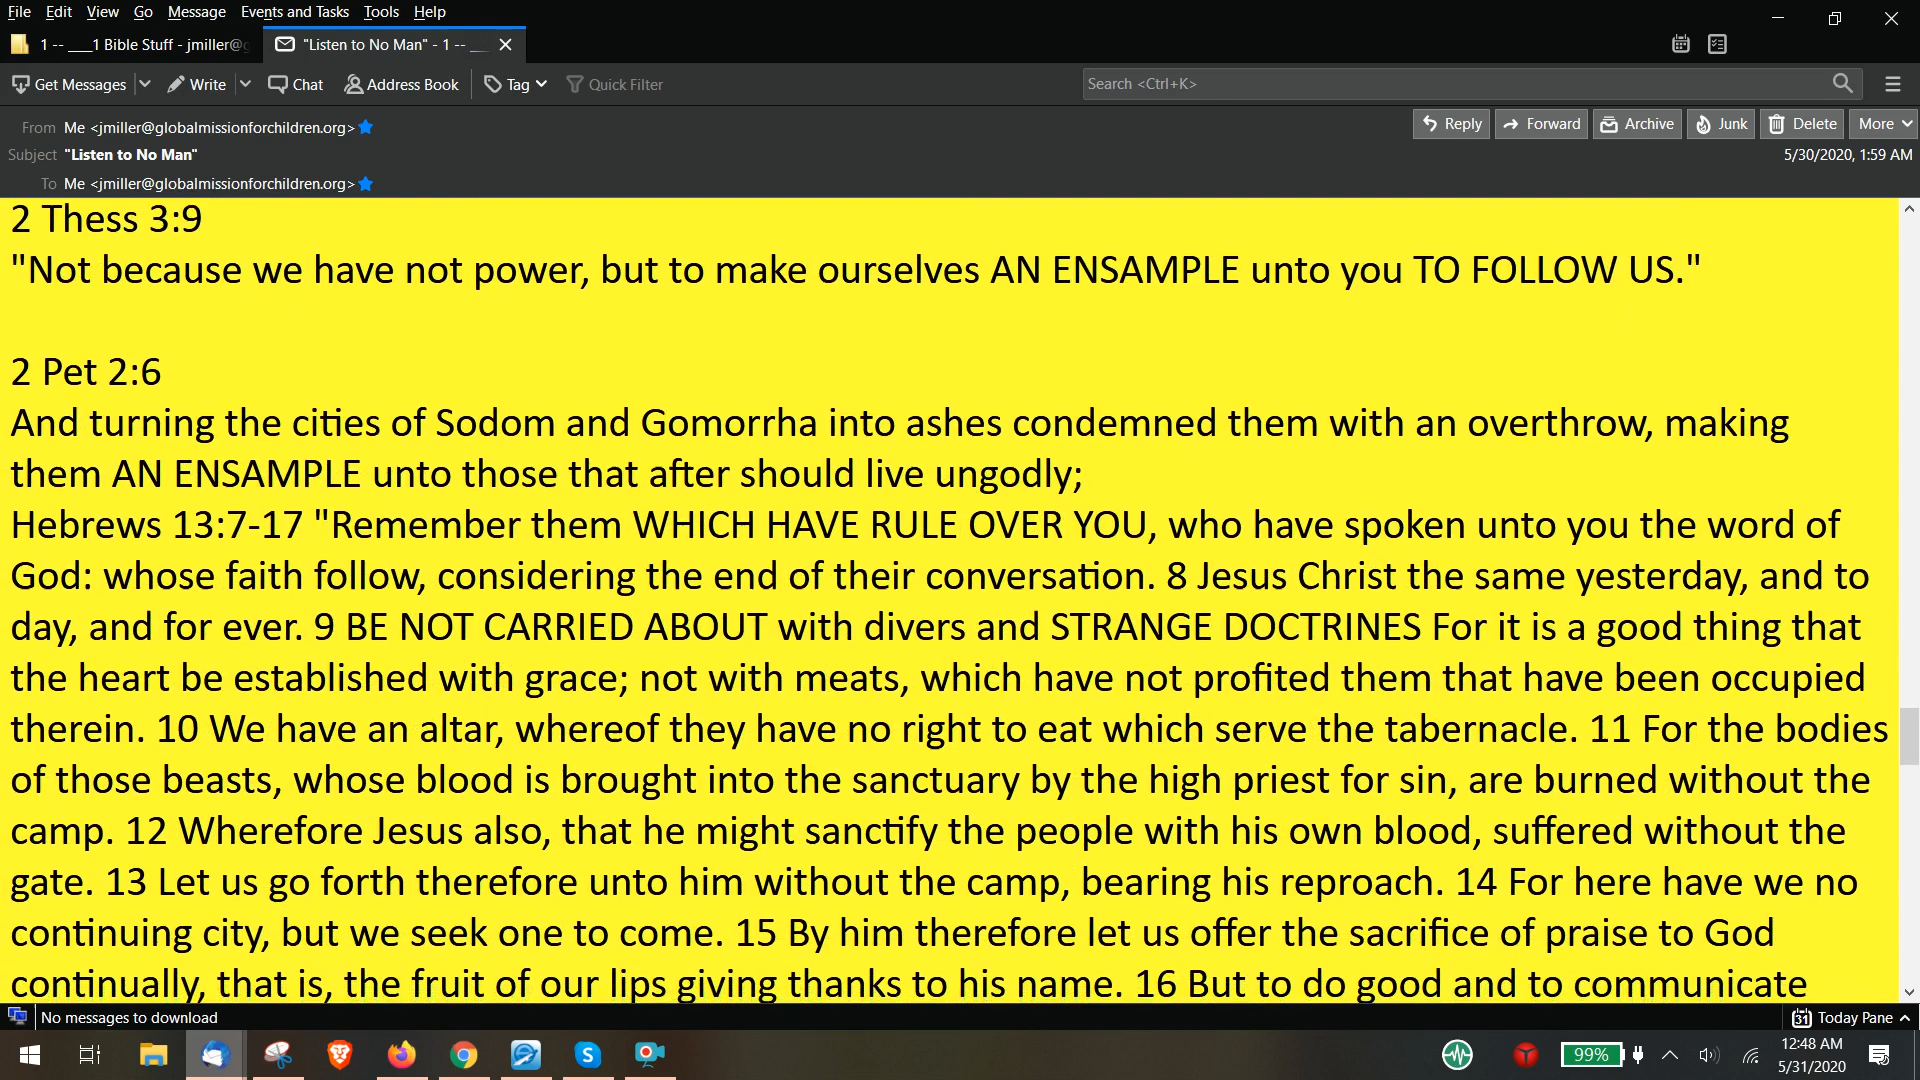 File Edit View Go Message Events and Tasks Tools Help
1 -- ___1 Bible Stuff - jmiller@g
"Listen to No Man" - 1 -- __
Get Messages Write Chat Address Book Tag Quick Filter Search <Ctrl+K>
From Me <jmiller@globalmissionforchildren.org> Reply Forward Archive Junk Delete More
Subject "Listen to No Man" 5/30/2020, 1:59 AM
To Me <jmiller@globalmissionforchildren.org>
2 Thess 3:9
"Not because we have not power, but to make ourselves AN ENSAMPLE unto you TO FOLLOW US."
2 Pet 2:6
And turning the cities of Sodom and Gomorrha into ashes condemned them with an overthrow, making
them AN ENSAMPLE unto those that after should live ungodly;
Hebrews 13:7-17 "Remember them WHICH HAVE RULE OVER YOU, who have spoken unto you the word of
God: whose faith follow, considering the end of their conversation. 8 Jesus Christ the same yesterday, and to
day, and for ever. 9 BE NOT CARRIED ABOUT with divers and STRANGE DOCTRINES For it is a good thing that
the heart be established with grace; not with meats, which have not profited them that have been occupied
therein. 10 We have an altar, whereof they have no right to eat which serve the tabernacle. 11 For the bodies
of those beasts, whose blood is brought into the sanctuary by the high priest for sin, are burned without the
camp. 12 Wherefore Jesus also, that he might sanctify the people with his own blood, suffered without the
gate. 13 Let us go forth therefore unto him without the camp, bearing his reproach. 14 For here have we no
continuing city, but we seek one to come. 15 By him therefore let us offer the sacrifice of praise to God
continually, that is, the fruit of our lips giving thanks to his name. 16 But to do good and to communicate
No messages to download 31 Today Pane
99% 12:48 AM
5/31/2020